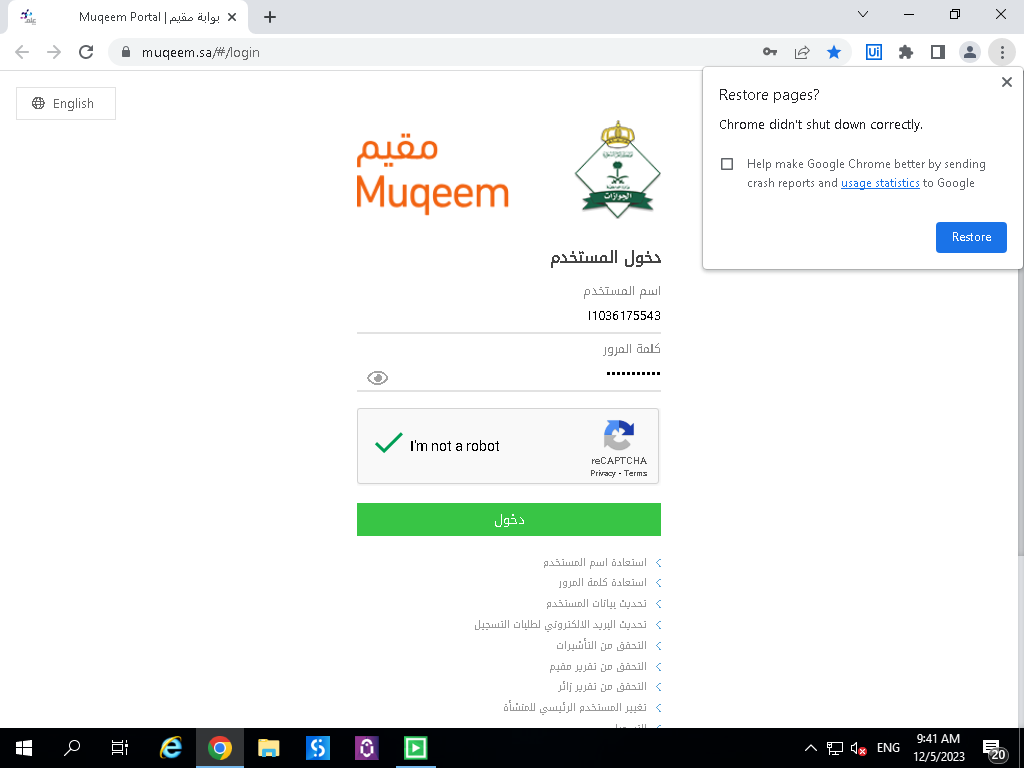 Muqeem Portal | بوابة مقيم
muqeem.sa/#/login
Ui
English
مقيم
Muqeem
الجوازات
Restore pages?
Chrome didn't shut down correctly.
Help make Google Chrome better by sending
crash reports and usage statistics to Google
Restore
دخول المستخدم
اسم المستخدم
I1036175543
كلمة المرور
•••••••••••
I'm not a robot
reCAPTCHA
Privacy - Terms
دخول
استعادة اسم المستخدم
استعادة كلمة المرور
تحديث بيانات المستخدم
تحديث البريد الالكتروني لطلبات التسجيل
التحقق من التأشيرات
التحقق من تقرير مقيم
التحقق من تقرير زائر
تغيير المستخدم الرئيسي للمنشأة
ENG
9:41 AM
12/5/2023
20